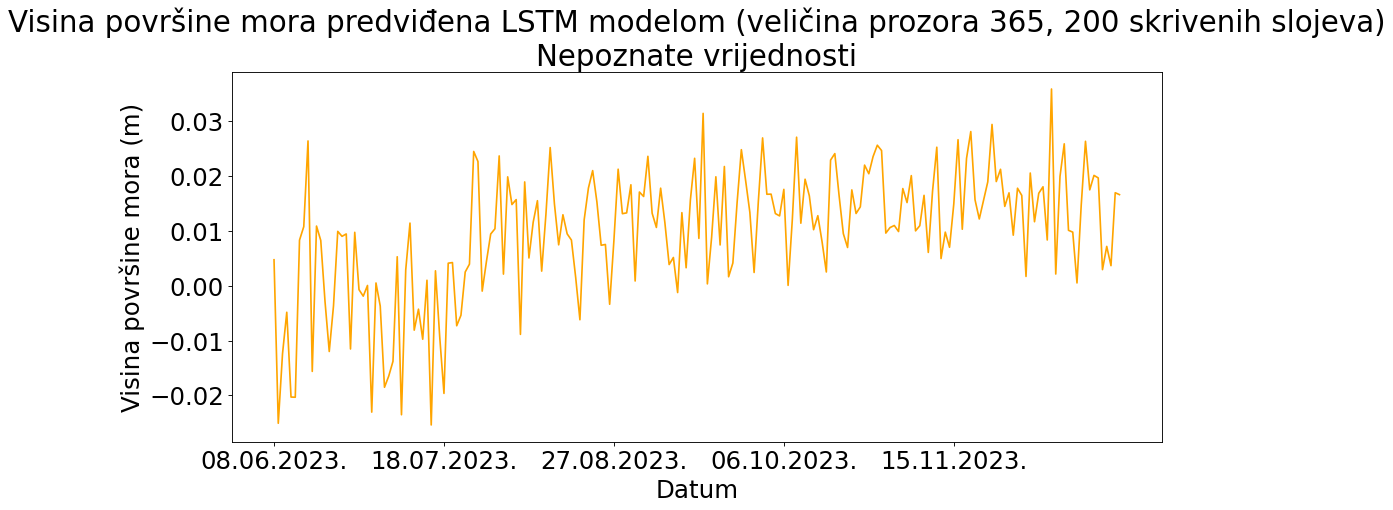 Visina površine mora predviđena LSTM modelom (veličina prozora 365, 200 skrivenih slojeva)
Nepoznate vrijednosti
Visina površine mora (m)
0.03
0.02
0.01
0.00
−0.01
−0.02
08.06.2023. 18.07.2023. 27.08.2023. 06.10.2023. 15.11.2023.
Datum